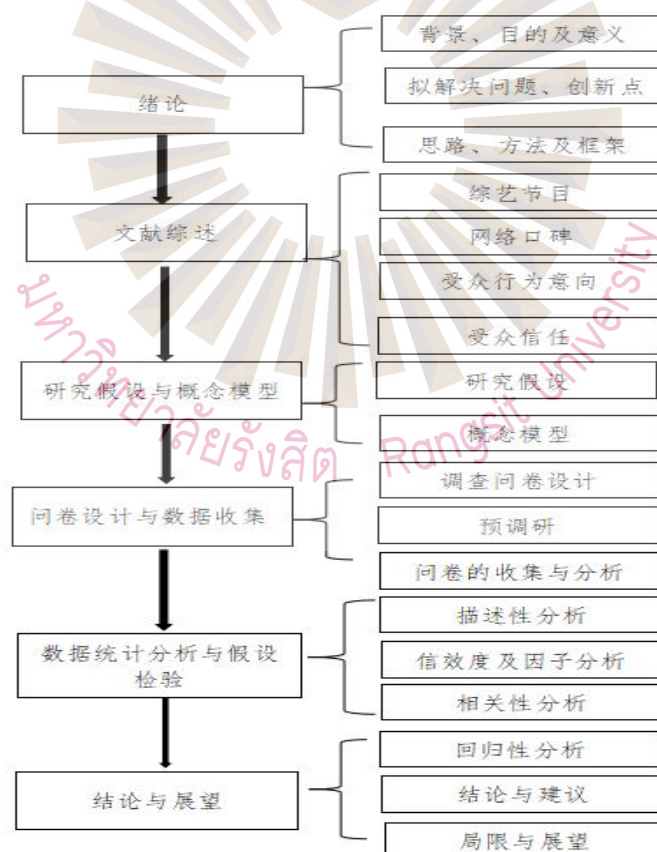 绪论
背景、目的及意义
拟解决问题、创新点
思路、方法及框架
文献综述
综艺节目
网络口碑
受众行为意向
受众信任
研究假设与概念模型
研究假设
概念模型
问卷设计与数据收集
调查问卷设计
预调研
问卷的收集与分析
数据统计分析与假设
检验
描述性分析
信效度及因子分析
相关性分析
结论与展望
回归性分析
结论与建议
局限与展望
มหาวิทยาลัยรังสิต Rangsit University